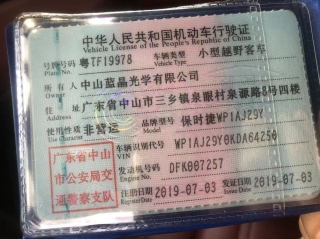 中华人民共和国机动车行驶证
Vehicle License of the People's Republic of China
号牌号码 粤TF19978 车辆类型 小型越野客车
Plate No. Vehicle Type
所有人 中山蓝晶光学有限公司
Owner
住址 广东省中山市三乡镇泉眼村泉源路8号四楼
Address
使用性质 非营运 品牌型号 保时捷WP1AJ29Y
Use Character Model
广东省中山市公安局交通警察支队
车辆识别代号 WP1AJ29Y0KDA64256
VIN
发动机号码 DFK007257
Engine No.
注册日期 2019-07-03 发证日期 2019-07-03
Register Date Issue Date